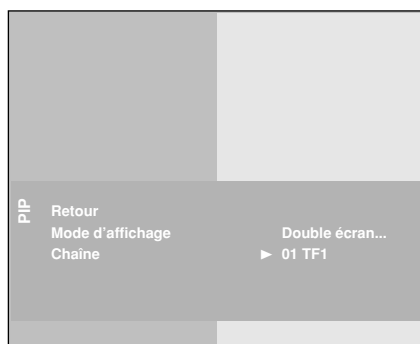 PIP
Retour
Mode d'affichage Double écran...
Chaîne ► 01 TF1